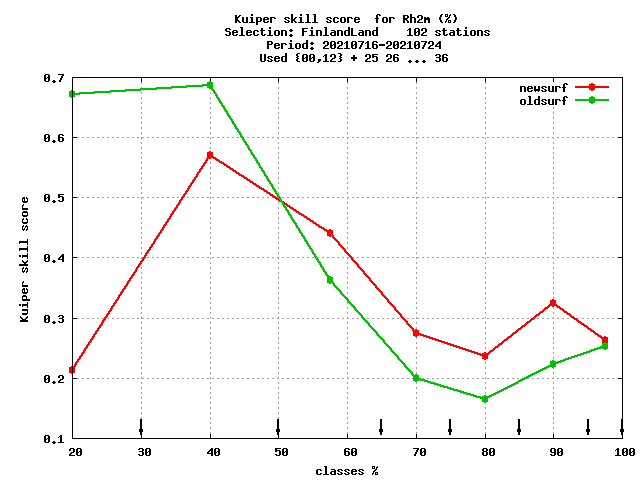 Kuiper skill score  for Rh2m (%)
Selection: FinlandLand    102 stations
Period: 20210716-20210724
Used {00,12} + 25 26 ... 36
newsurf
oldsurf
0.7
0.6
0.5
0.4
0.3
0.2
0.1
Kuiper skill score
20 30 40 50 60 70 80 90 100
classes %